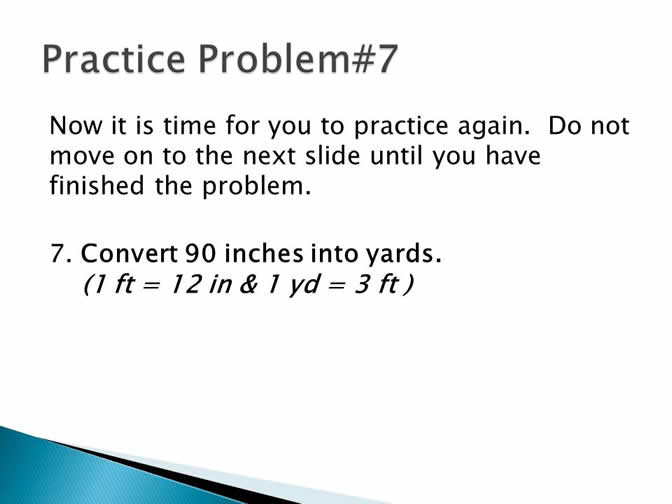 Practice Problem#7
Now it is time for you to practice again.  Do not
move on to the next slide until you have
finished the problem.
7. Convert 90 inches into yards.
(1 ft = 12 in & 1 yd = 3 ft )